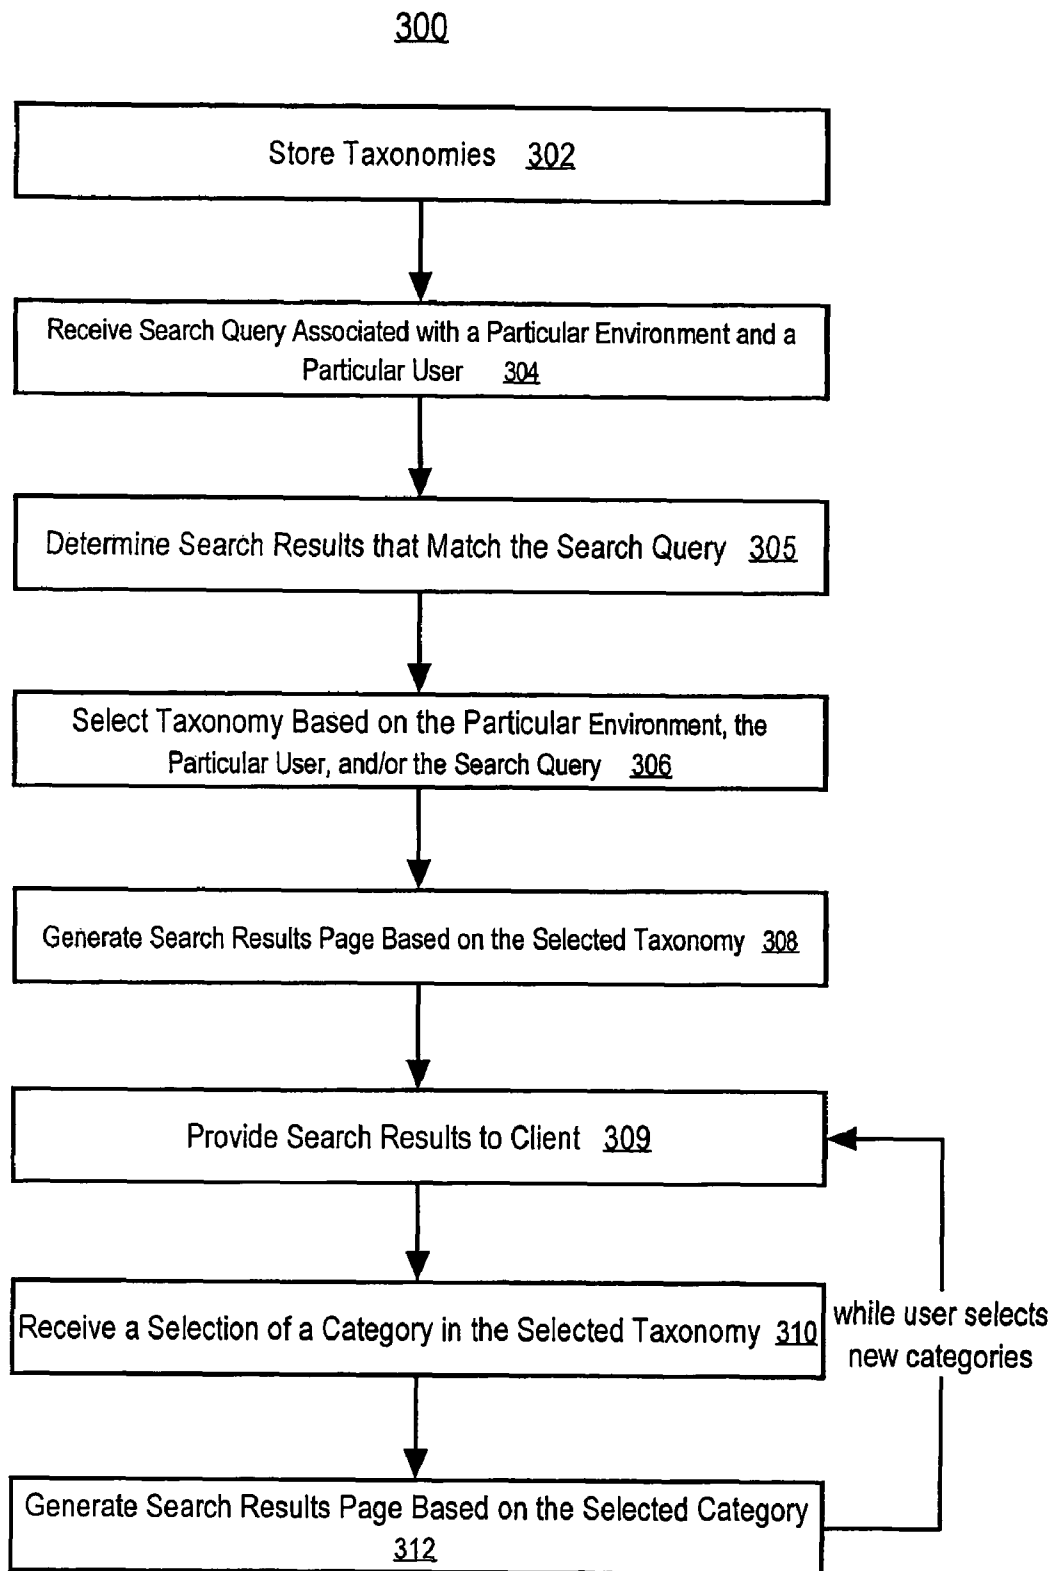 300
Store Taxonomies 302
Receive Search Query Associated with a Particular Environment and a
Particular User 304
Determine Search Results that Match the Search Query 305
Select Taxonomy Based on the Particular Environment, the
Particular User, and/or the Search Query 306
Generate Search Results Page Based on the Selected Taxonomy 308
Provide Search Results to Client 309
Receive a Selection of a Category in the Selected Taxonomy 310
while user selects
new categories
Generate Search Results Page Based on the Selected Category
312